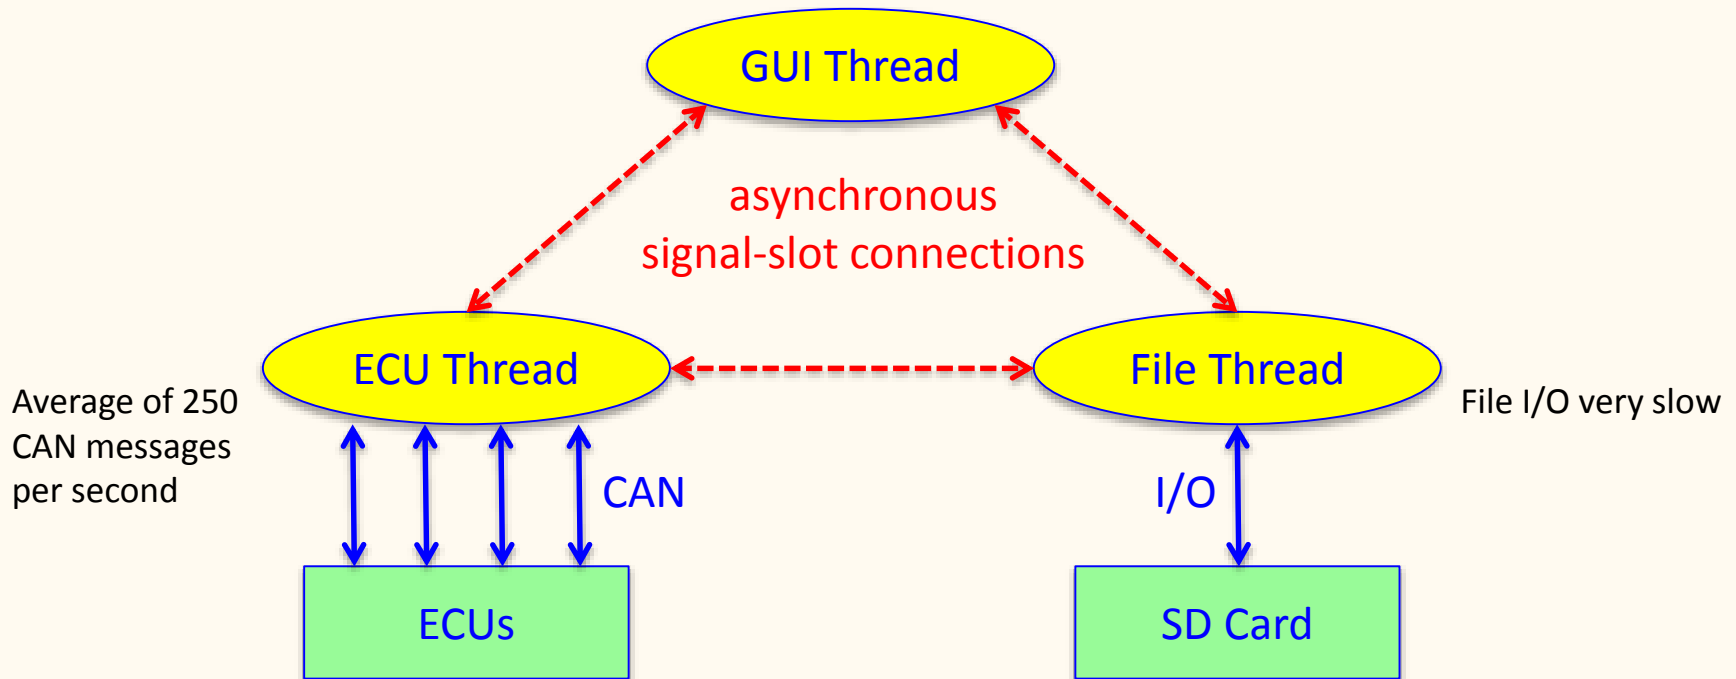 GUI Thread
asynchronous
signal-slot connections
ECU Thread
File Thread
Average of 250
CAN messages
per second
File I/O very slow
CAN
I/O
ECUs
SD Card